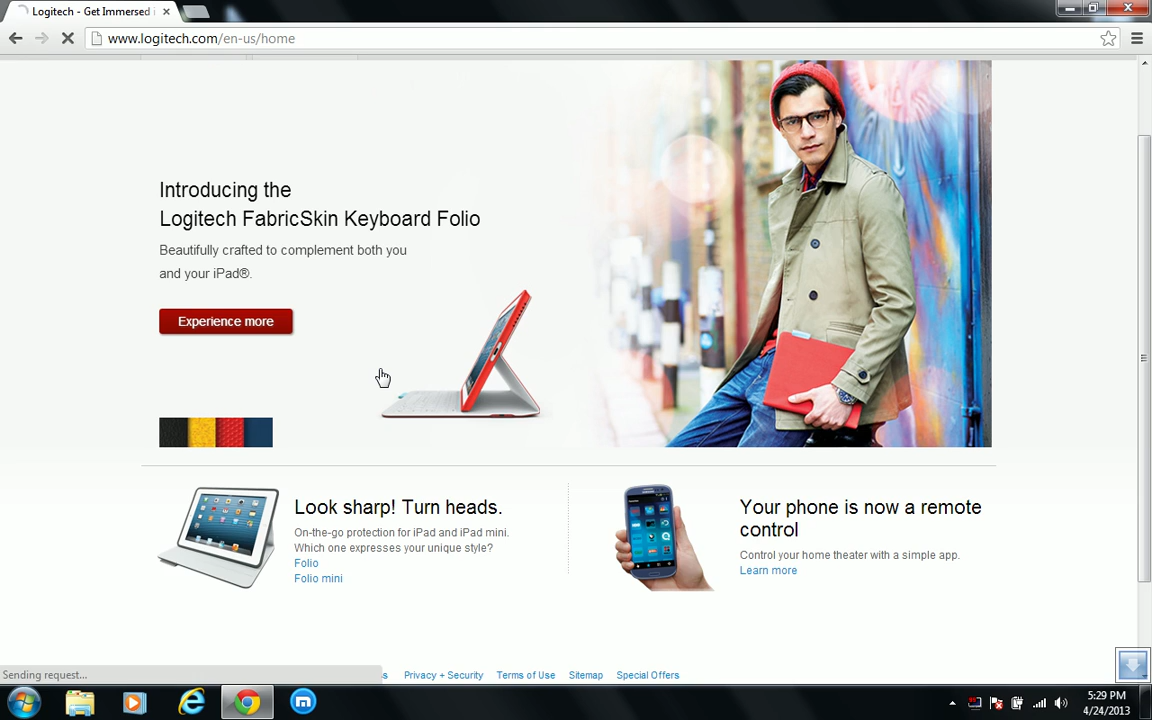 Logitech - Get Immersed i
www.logitech.com/en-us/home
Introducing the
Logitech FabricSkin Keyboard Folio
Beautifully crafted to complement both you
and your iPad®.
Experience more
Look sharp! Turn heads.
On-the-go protection for iPad and iPad mini.
Which one expresses your unique style?
Folio
Folio mini
Your phone is now a remote
control
Control your home theater with a simple app.
Learn more
Sending request...
s Privacy + Security Terms of Use Sitemap Special Offers
5:29 PM
4/24/2013